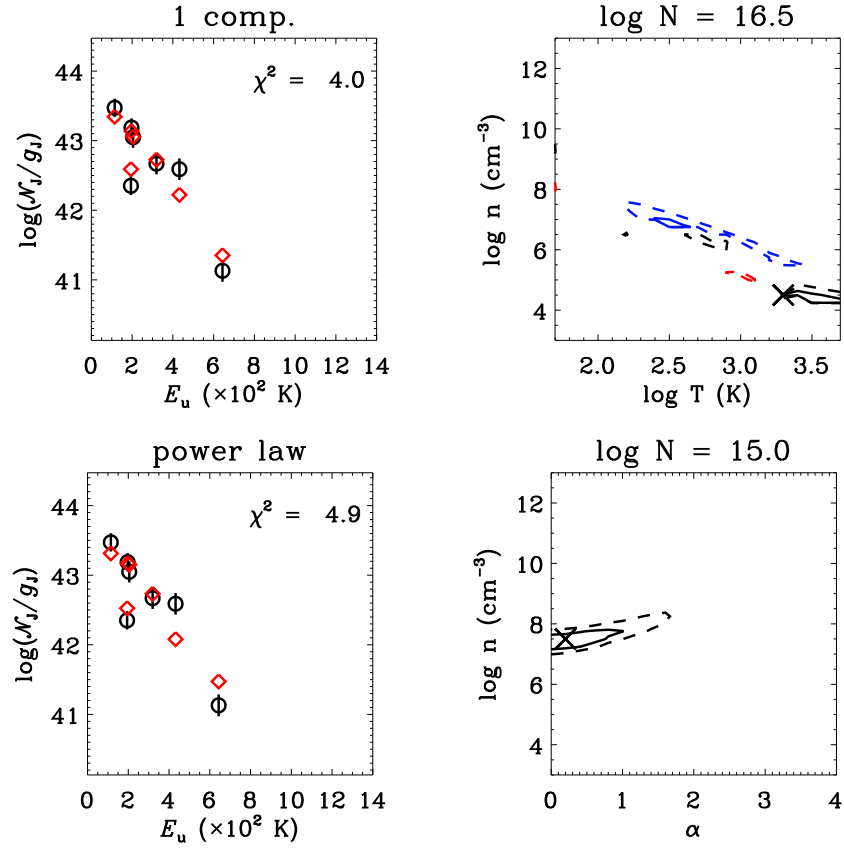 1 comp.
log N = 16.5
χ² = 4.0
log(𝒩J/gJ)
44
43
42
41
0 2 4 6 8 10 12 14
Eu (×10² K)
log n (cm⁻³)
12
10
8
6
4
2.0 2.5 3.0 3.5
log T (K)
power law
log N = 15.0
χ² = 4.9
log(𝒩J/gJ)
44
43
42
41
0 2 4 6 8 10 12 14
Eu (×10² K)
log n (cm⁻³)
12
10
8
6
4
0 1 2 3 4
α